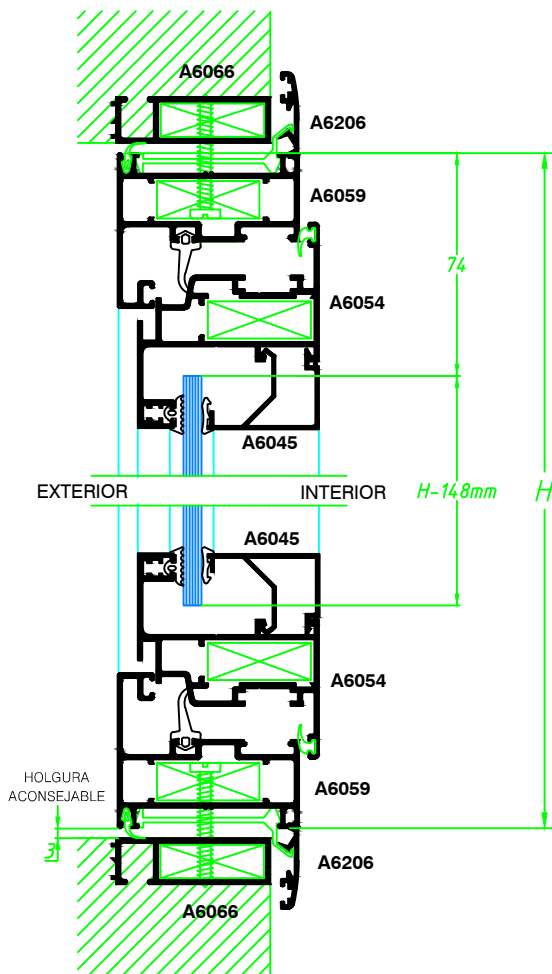 A6066
A6206
A6059
74
A6054
A6045
EXTERIOR
INTERIOR
H-148mm
H
A6045
A6054
HOLGURA
ACONSEJABLE
A6059
3
A6206
A6066